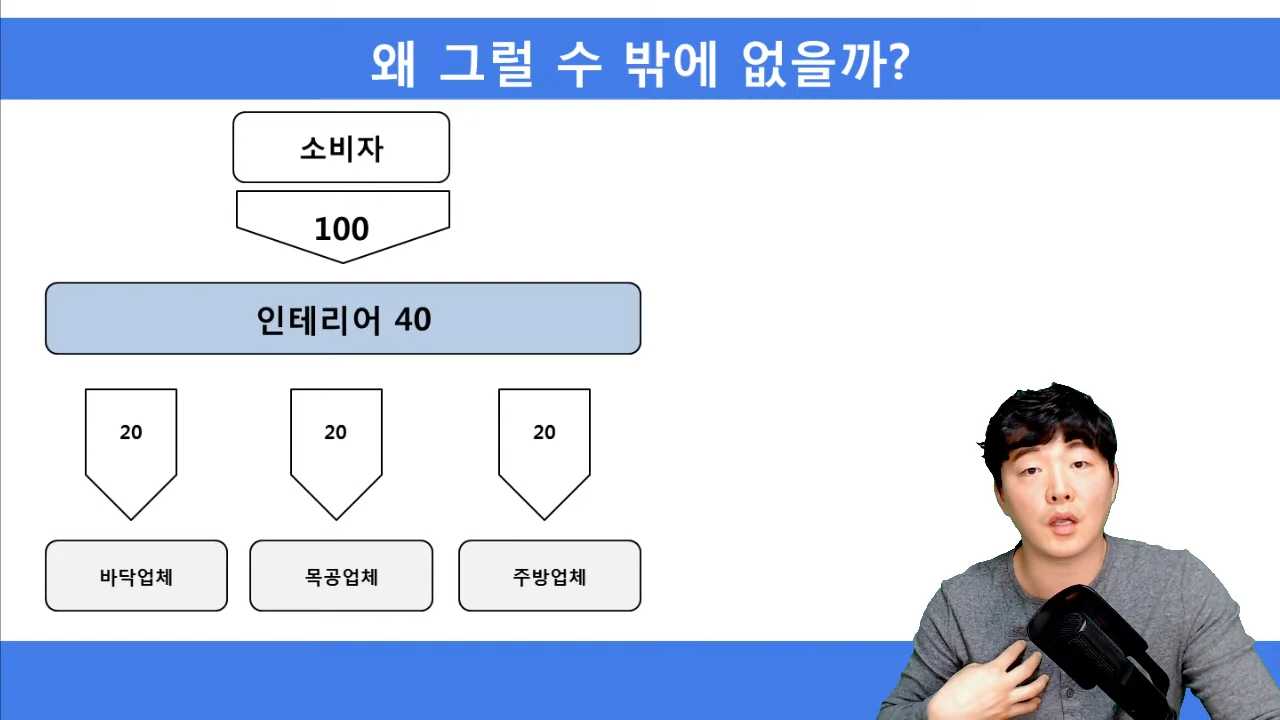 왜 그럴 수 밖에 없을까?
소비자
100
인테리어 40
20 20 20
바닥업체 목공업체 주방업체